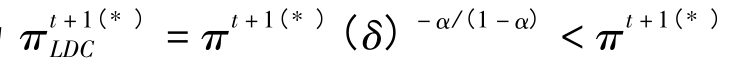 π_{LDC}^{t+1(*)} = π^{t+1(*)} (δ)^{-α/(1-α)} < π^{t+1(*)}